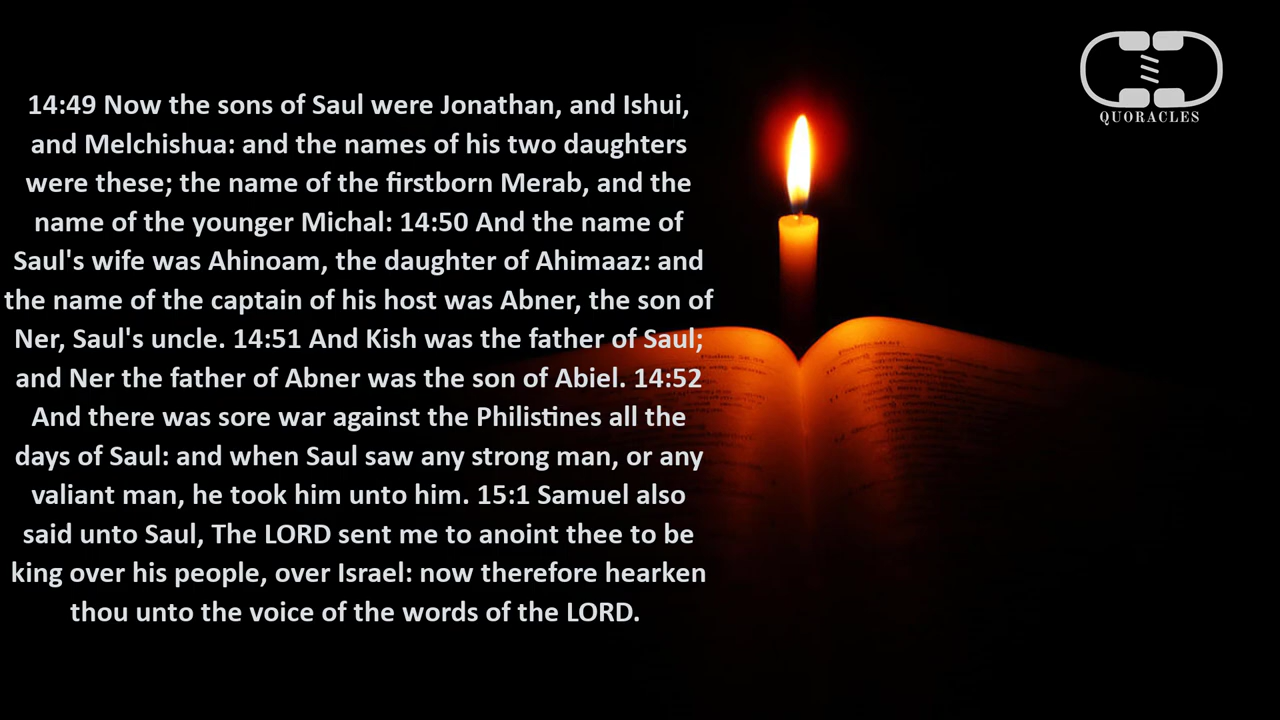 14:49 Now the sons of Saul were Jonathan, and Ishui,
and Melchishua: and the names of his two daughters
were these; the name of the firstborn Merab, and the
name of the younger Michal: 14:50 And the name of
Saul's wife was Ahinoam, the daughter of Ahimaaz: and
the name of the captain of his host was Abner, the son of
Ner, Saul's uncle. 14:51 And Kish was the father of Saul;
and Ner the father of Abner was the son of Abiel. 14:52
And there was sore war against the Philistines all the
days of Saul: and when Saul saw any strong man, or any
valiant man, he took him unto him. 15:1 Samuel also
said unto Saul, The LORD sent me to anoint thee to be
king over his people, over Israel: now therefore hearken
thou unto the voice of the words of the LORD.
QUORACLES